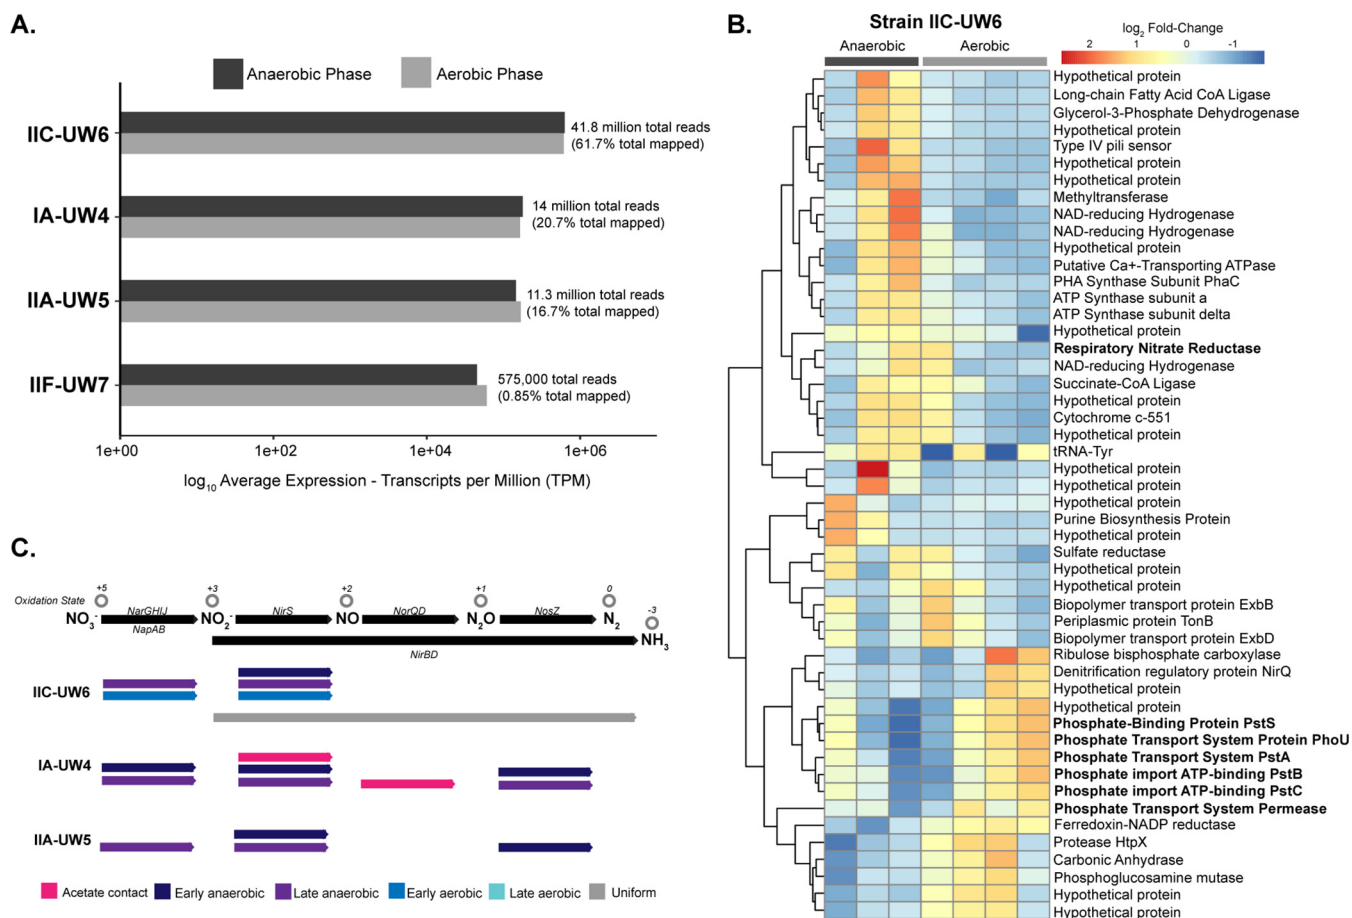 A.
Anaerobic Phase
Aerobic Phase
IIC-UW6
41.8 million total reads
(61.7% total mapped)
IA-UW4
14 million total reads
(20.7% total mapped)
IIA-UW5
11.3 million total reads
(16.7% total mapped)
IIF-UW7
575,000 total reads
(0.85% total mapped)
1e+00 1e+02 1e+04 1e+06
log10 Average Expression - Transcripts per Million (TPM)
B.
Strain IIC-UW6
Anaerobic Aerobic
log2 Fold-Change
2 1 0 -1
Hypothetical protein
Long-chain Fatty Acid CoA Ligase
Glycerol-3-Phosphate Dehydrogenase
Hypothetical protein
Type IV pili sensor
Hypothetical protein
Hypothetical protein
Methyltransferase
NAD-reducing Hydrogenase
NAD-reducing Hydrogenase
Hypothetical protein
Putative Ca+-Transporting ATPase
PHA Synthase Subunit PhaC
ATP Synthase subunit a
ATP Synthase subunit delta
Hypothetical protein
Respiratory Nitrate Reductase
NAD-reducing Hydrogenase
Succinate-CoA Ligase
Hypothetical protein
Cytochrome c-551
Hypothetical protein
tRNA-Tyr
Hypothetical protein
Hypothetical protein
Hypothetical protein
Purine Biosynthesis Protein
Hypothetical protein
Sulfate reductase
Hypothetical protein
Hypothetical protein
Biopolymer transport protein ExbB
Periplasmic protein TonB
Biopolymer transport protein ExbD
Ribulose bisphosphate carboxylase
Denitrification regulatory protein NirQ
Hypothetical protein
Hypothetical protein
Phosphate-Binding Protein PstS
Phosphate Transport System Protein PhoU
Phosphate Transport System PstA
Phosphate import ATP-binding PstB
Phosphate import ATP-binding PstC
Phosphate Transport System Permease
Ferredoxin-NADP reductase
Protease HtpX
Carbonic Anhydrase
Phosphoglucosamine mutase
Hypothetical protein
Hypothetical protein
C.
+5 +3 +2 +1 0
Oxidation State
-3
NarGHIJ NirS NorQD NosZ
NO3- NO2- NO N2O N2
NapAB
NH3
NirBD
IIC-UW6
IA-UW4
IIA-UW5
Acetate contact Early anaerobic Late anaerobic Early aerobic Late aerobic Uniform